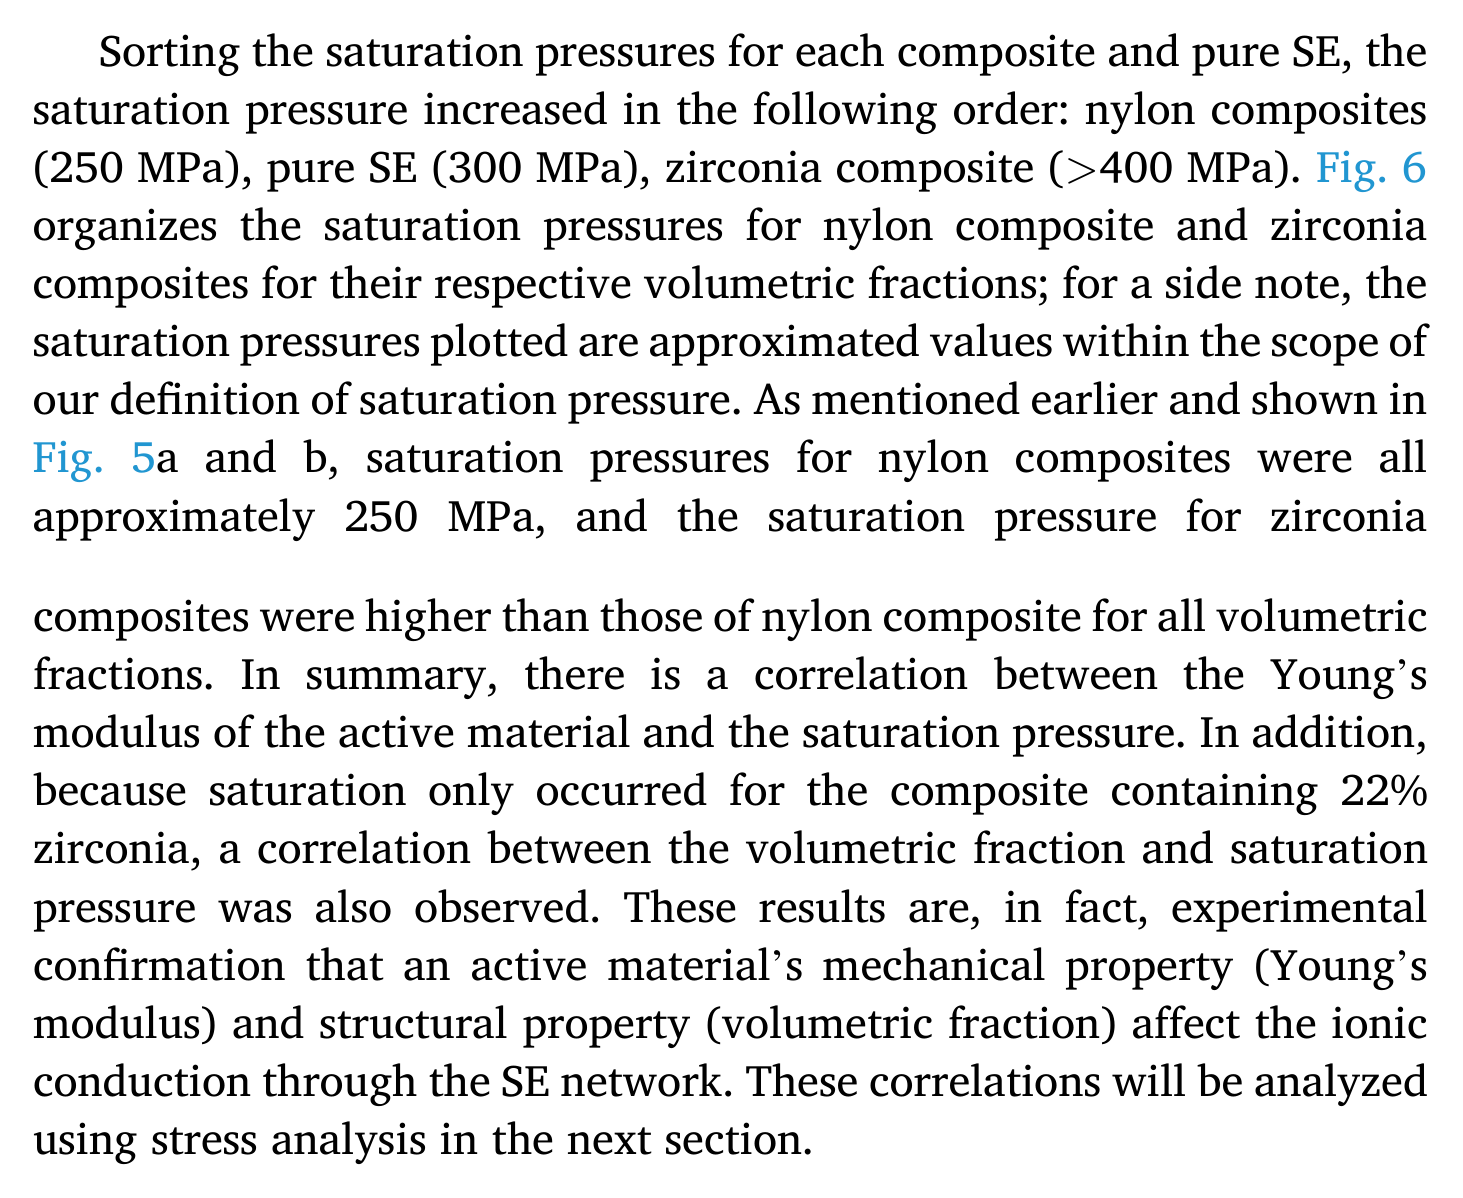 Sorting the saturation pressures for each composite and pure SE, the
saturation pressure increased in the following order: nylon composites
(250 MPa), pure SE (300 MPa), zirconia composite (>400 MPa). Fig. 6
organizes the saturation pressures for nylon composite and zirconia
composites for their respective volumetric fractions; for a side note, the
saturation pressures plotted are approximated values within the scope of
our definition of saturation pressure. As mentioned earlier and shown in
Fig. 5a and b, saturation pressures for nylon composites were all
approximately 250 MPa, and the saturation pressure for zirconia
composites were higher than those of nylon composite for all volumetric
fractions. In summary, there is a correlation between the Young’s
modulus of the active material and the saturation pressure. In addition,
because saturation only occurred for the composite containing 22%
zirconia, a correlation between the volumetric fraction and saturation
pressure was also observed. These results are, in fact, experimental
confirmation that an active material’s mechanical property (Young’s
modulus) and structural property (volumetric fraction) affect the ionic
conduction through the SE network. These correlations will be analyzed
using stress analysis in the next section.